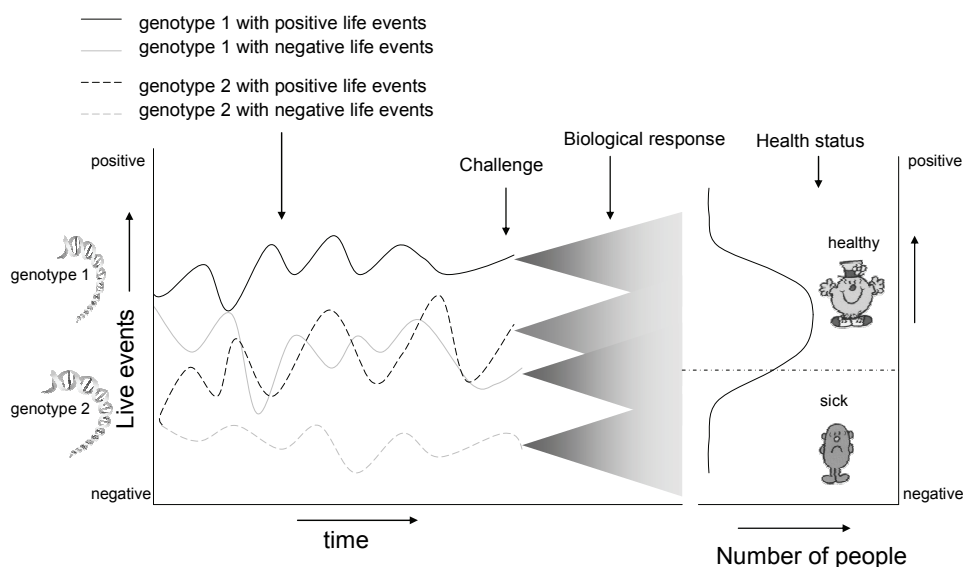 genotype 1 with positive life events
genotype 1 with negative life events
genotype 2 with positive life events
genotype 2 with negative life events
Biological response
Health status
Challenge
positive
positive
healthy
genotype 1
Live events
genotype 2
sick
negative
negative
time
Number of people